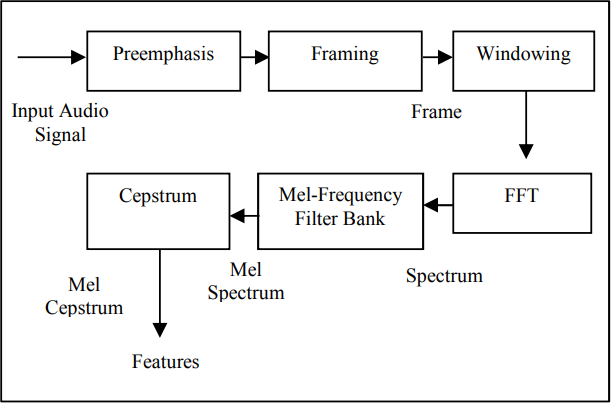 Preemphasis
Framing
Windowing
Input Audio
Signal
Frame
Cepstrum
Mel-Frequency
Filter Bank
FFT
Mel
Cepstrum
Mel
Spectrum
Spectrum
Features